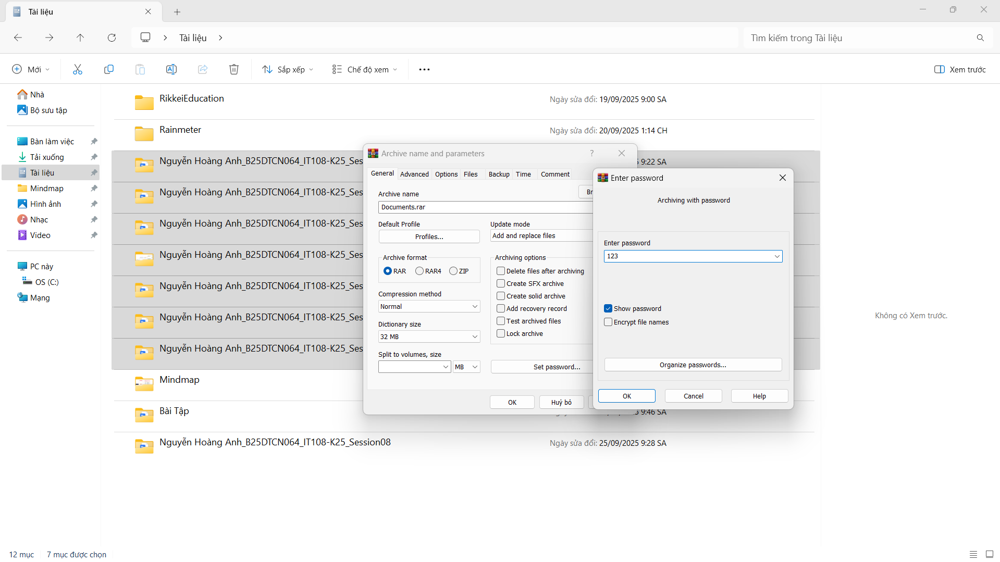 Tài liệu
Tài liệu
Tìm kiếm trong Tài liệu
Mới
Sắp xếp
Chế độ xem
Xem trước
Nhà
Bộ sưu tập
Bàn làm việc
Tải xuống
Tài liệu
Mindmap
Hình ảnh
Nhạc
Video
PC này
OS (C:)
Mạng
RikkeiEducation
Ngày sửa đổi: 19/09/2025 9:00 SA
Rainmeter
Ngày sửa đổi: 20/09/2025 1:14 CH
Nguyễn Hoàng Anh_B25DTCN064_IT108-K25_Ses
5 9:22 SA
Nguyễn Hoàng Anh_B25DTCN064_IT108-K25_Ses
Nguyễn Hoàng Anh_B25DTCN064_IT108-K25_Ses
Nguyễn Hoàng Anh_B25DTCN064_IT108-K25_Ses
Nguyễn Hoàng Anh_B25DTCN064_IT108-K25_Ses
Nguyễn Hoàng Anh_B25DTCN064_IT108-K25_Ses
Nguyễn Hoàng Anh_B25DTCN064_IT108-K25_Ses
Mindmap
Bài Tập
9:46 SA
Nguyễn Hoàng Anh_B25DTCN064_IT108-K25_Session08
Ngày sửa đổi: 25/09/2025 9:28 SA
Archive name and parameters
?
General Advanced Options Files Backup Time Comment
Archive name
Br
Documents.rar
Default Profile
Profiles...
Update mode
Add and replace files
Archive format
RAR RAR4 ZIP
Compression method
Normal
Dictionary size
32 MB
Split to volumes, size
MB
Archiving options
Delete files after archiving
Create SFX archive
Create solid archive
Add recovery record
Test archived files
Lock archive
Set password...
OK
Huỷ bỏ
Enter password
Archiving with password
Enter password
123
Show password
Encrypt file names
Organize passwords...
OK
Cancel
Help
Không có Xem trước.
12 mục
7 mục được chọn